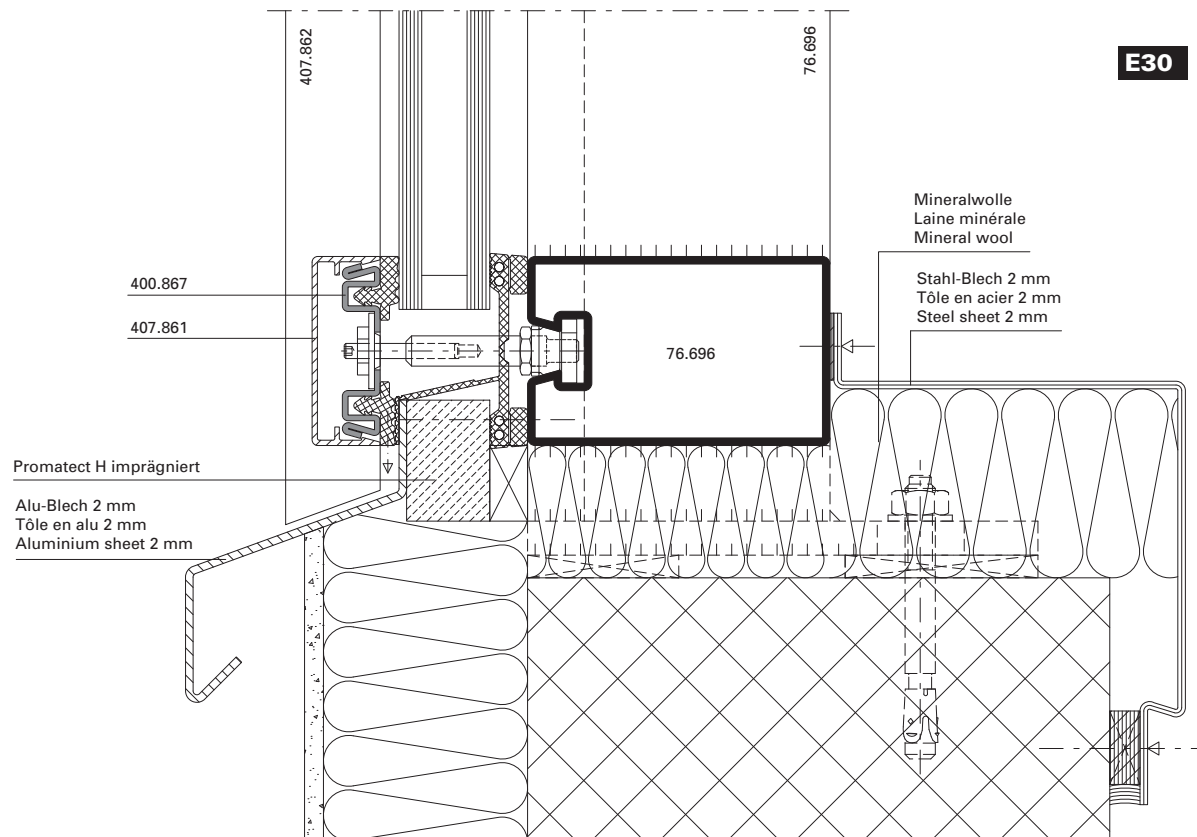 407.862
76.696
E30
Mineralwolle
Laine minérale
Mineral wool
400.867
Stahl-Blech 2 mm
Tôle en acier 2 mm
Steel sheet 2 mm
407.861
76.696
Promatect H imprägniert
Alu-Blech 2 mm
Tôle en alu 2 mm
Aluminium sheet 2 mm